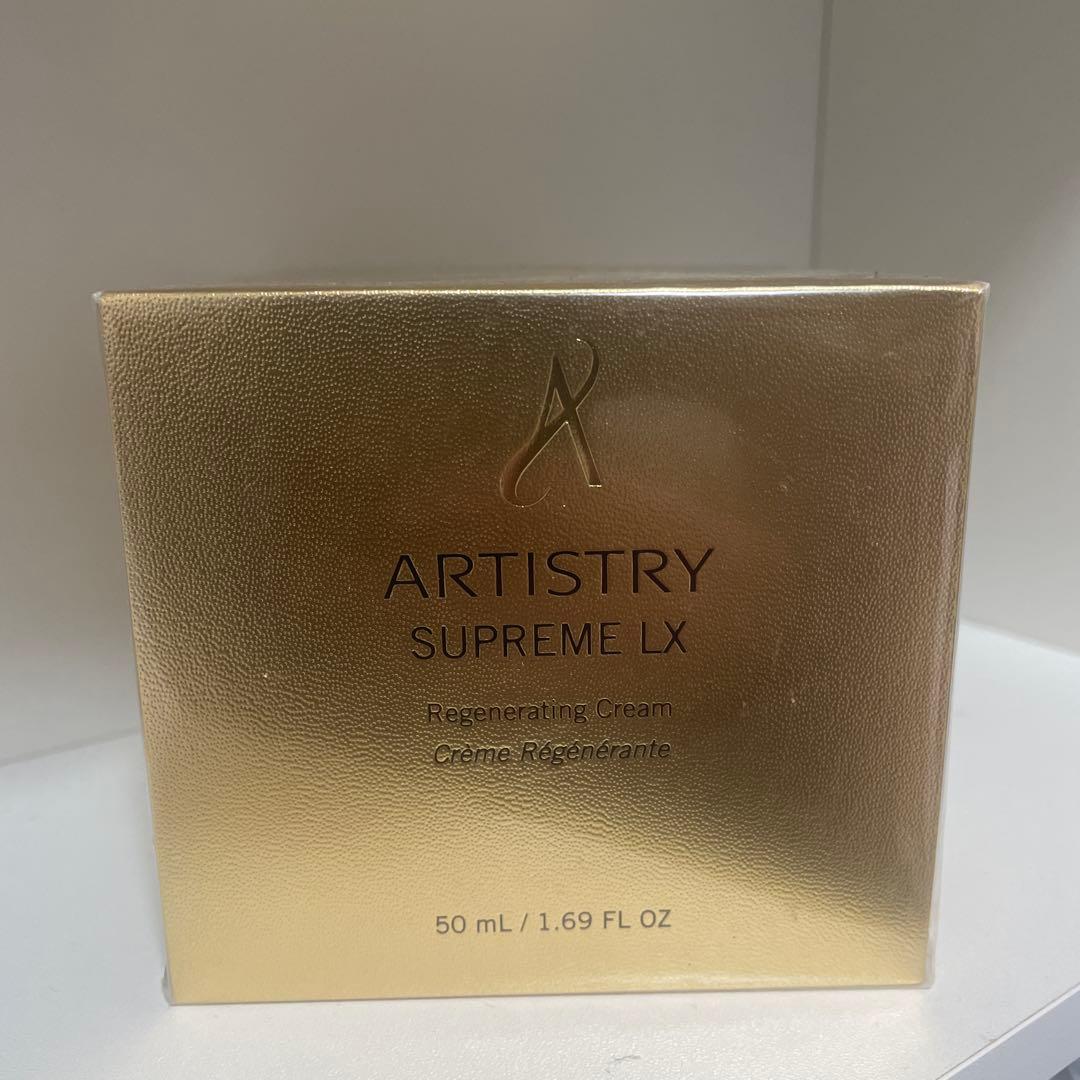 ARTISTRY
SUPREME LX
Regenerating Cream
Crème Régénérante
50 mL / 1.69 FL OZ